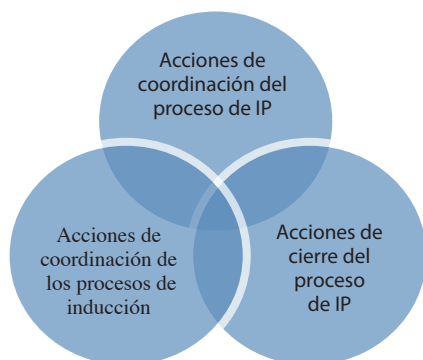 Acciones de
coordinación del
proceso de IP
Acciones de
coordinación de
los procesos de
inducción
Acciones de
cierre del
proceso
de IP